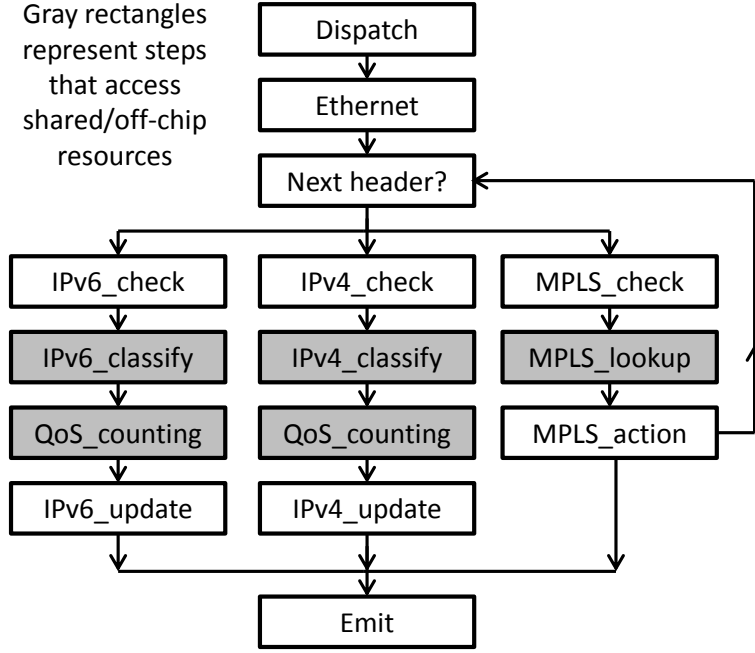 Gray rectangles
represent steps
that access
shared/off-chip
resources
Dispatch
Ethernet
Next header?
IPv6_check
IPv4_check
MPLS_check
IPv6_classify
IPv4_classify
MPLS_lookup
QoS_counting
QoS_counting
MPLS_action
IPv6_update
IPv4_update
Emit